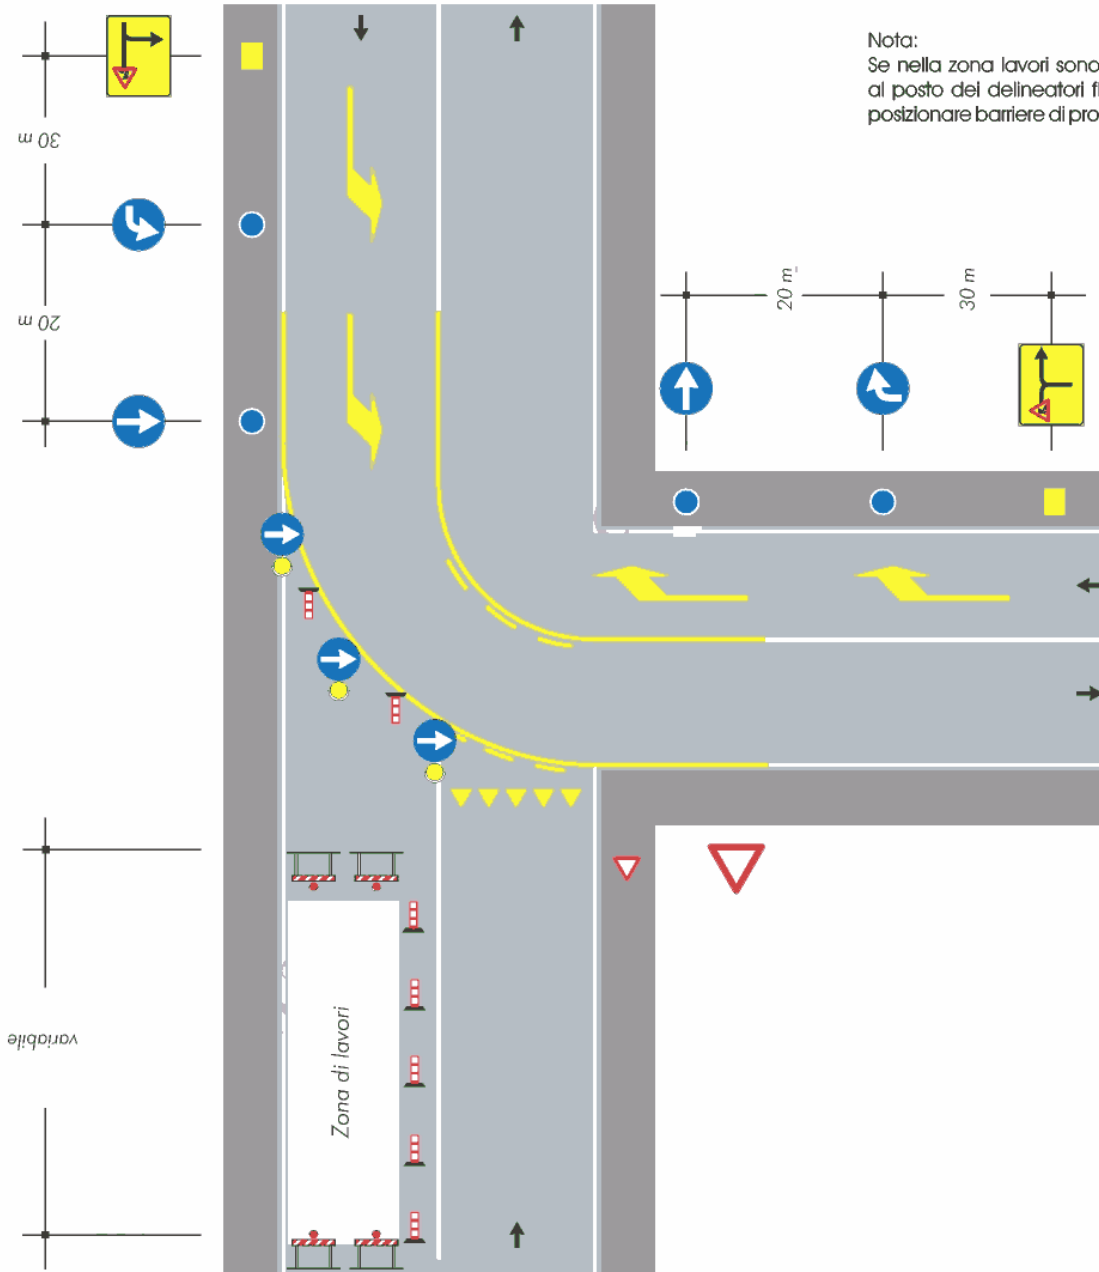 Nota:
Se nella zona lavori sono
al posto dei delineatori fl
posizionare barriere di pro
30 m
20 m
20 m
30 m
variabile
Zona di lavori